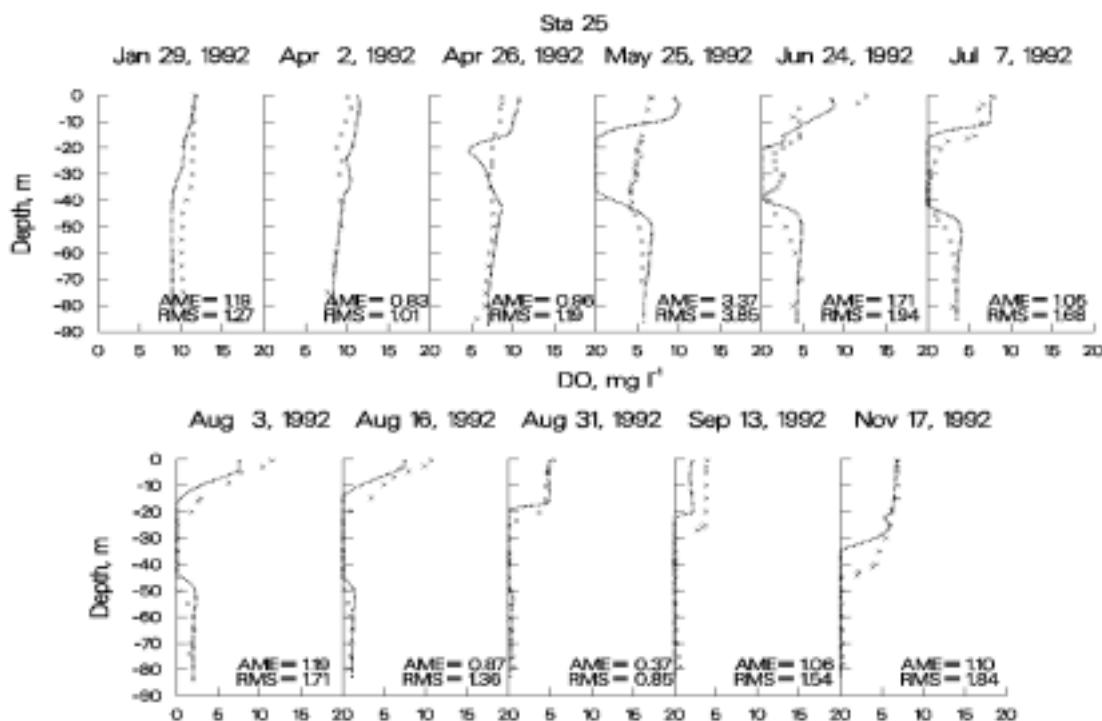 Sta 25
Jan 29, 1992 Apr 2, 1992 Apr 26, 1992 May 25, 1992 Jun 24, 1992 Jul 7, 1992
0
-10
-20
-30
-40
-50
-60
-70
-80
-90
Depth, m
AME = 1.19 AME = 0.83 AME = 0.96 AME = 3.37 AME = 1.71 AME = 1.05
RMS = 1.27 RMS = 1.01 RMS = 1.19 RMS = 3.85 RMS = 1.94 RMS = 1.68
0 5 10 15 20 5 10 15 20 5 10 15 20 5 10 15 20 5 10 15 20 5 10 15 20
DO, mg l⁻¹
Aug 3, 1992 Aug 16, 1992 Aug 31, 1992 Sep 13, 1992 Nov 17, 1992
0
-10
-20
-30
-40
-50
-60
-70
-80
-90
Depth, m
AME = 1.19 AME = 0.87 AME = 0.37 AME = 1.06 AME = 1.10
RMS = 1.71 RMS = 1.36 RMS = 0.85 RMS = 1.54 RMS = 1.84
0 5 10 15 20 5 10 15 20 5 10 15 20 5 10 15 20 5 10 15 20